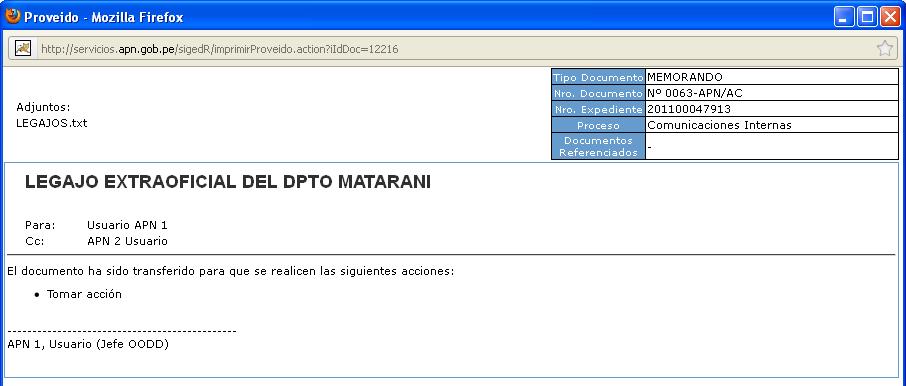 Proveido - Mozilla Firefox
http://servicios.apn.gob.pe/sigedR/imprimirProveido.action?iIdDoc=12216
Adjuntos:
LEGAJOS.txt
Tipo Documento MEMORANDO
Nro. Documento Nº 0063-APN/AC
Nro. Expediente 201100047913
Proceso Comunicaciones Internas
Documentos
Referenciados -
LEGAJO EXTRAOFICIAL DEL DPTO MATARANI
Para: Usuario APN 1
Cc: APN 2 Usuario
El documento ha sido transferido para que se realicen las siguientes acciones:
• Tomar acción
----------------------------------------------
APN 1, Usuario (Jefe OODD)